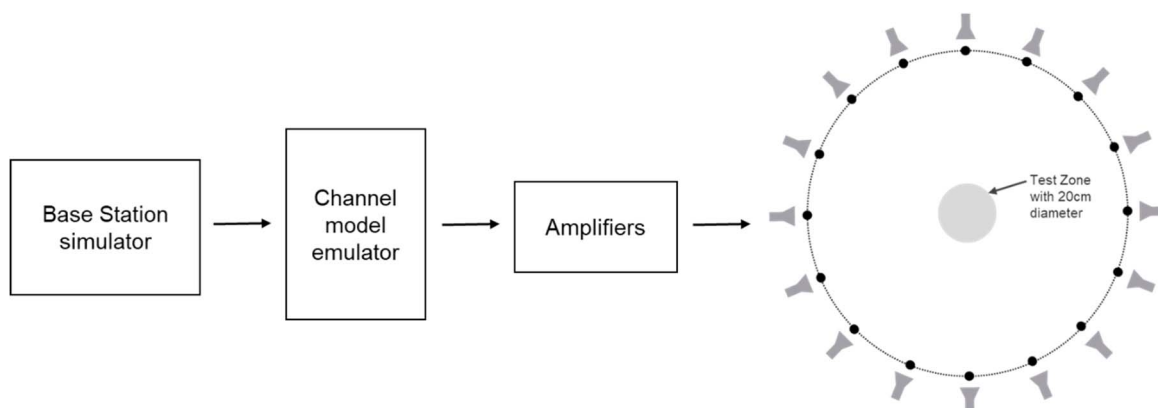 Base Station
simulator
Channel
model
emulator
Amplifiers
Test Zone
with 20cm
diameter